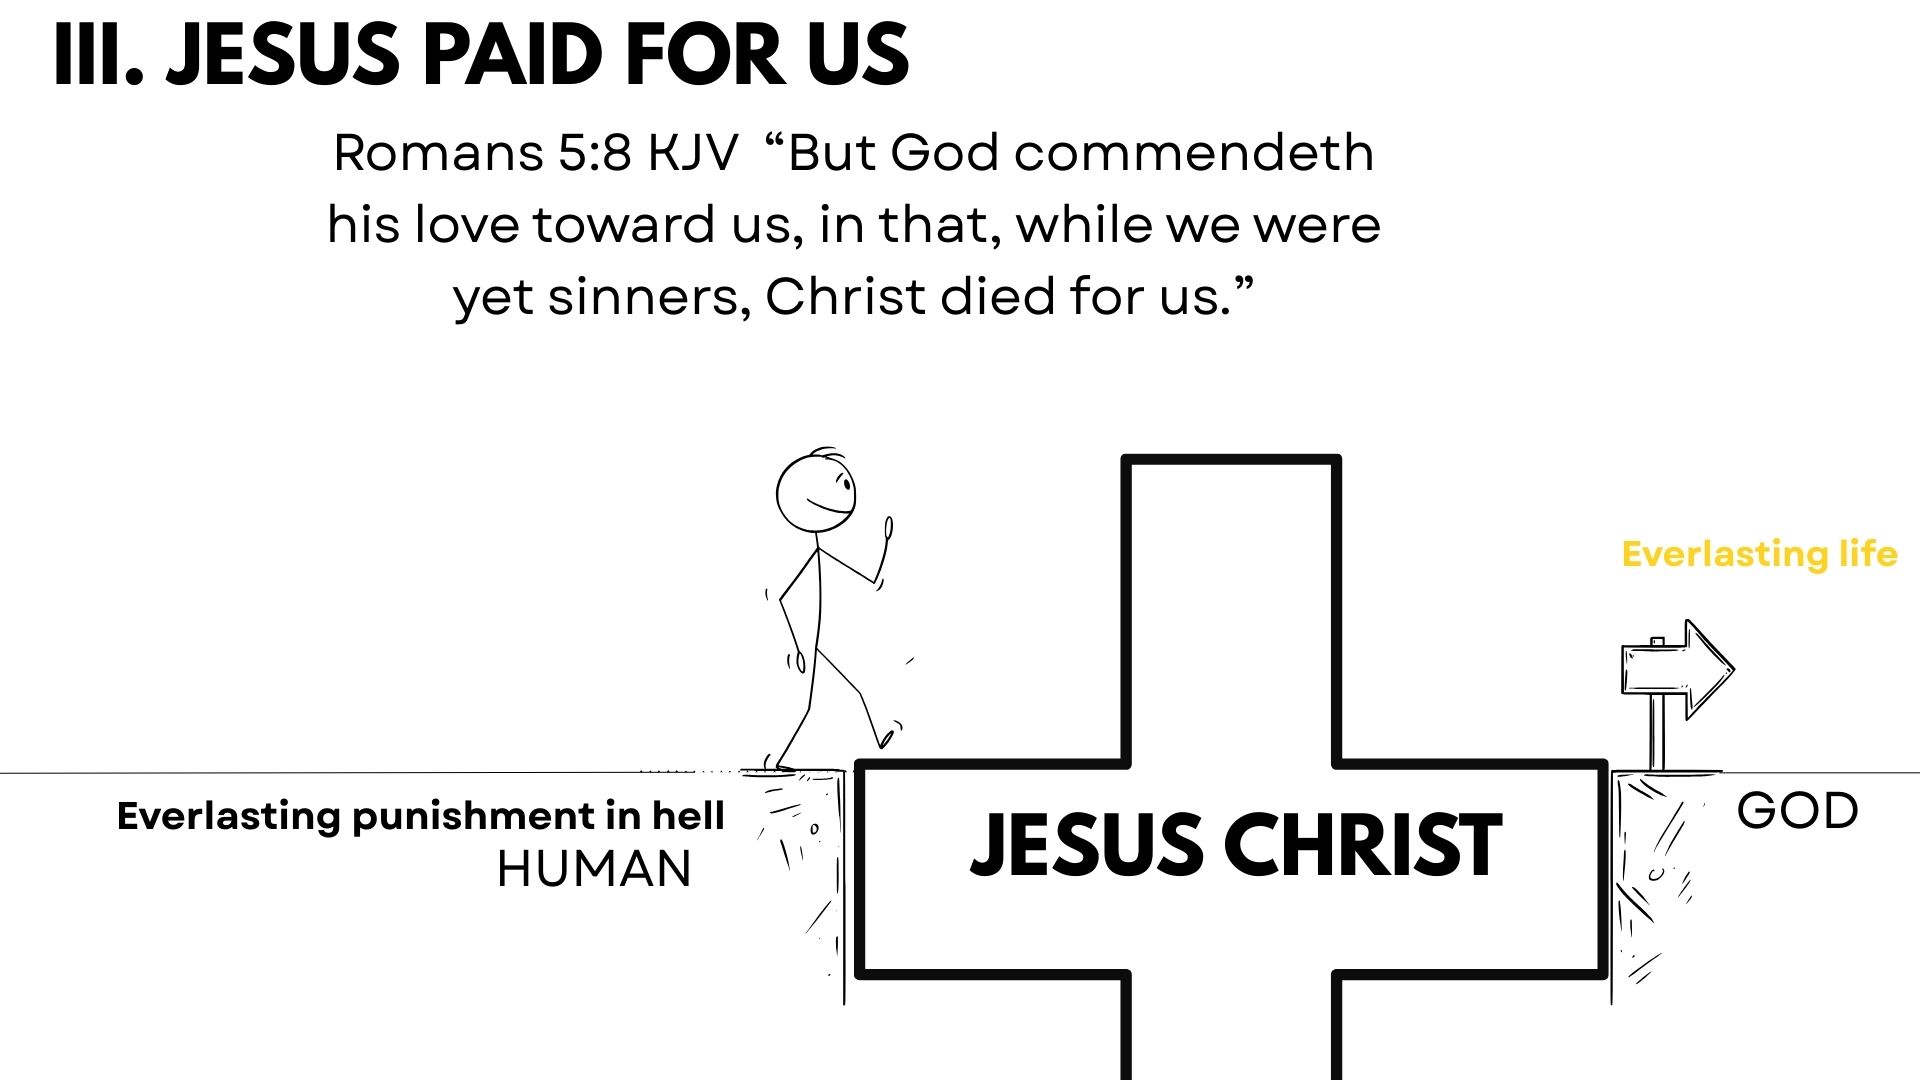 III. JESUS PAID FOR US
Romans 5:8 KJV “But God commendeth
his love toward us, in that, while we were
yet sinners, Christ died for us.”
Everlasting life
Everlasting punishment in hell
HUMAN
JESUS CHRIST
GOD